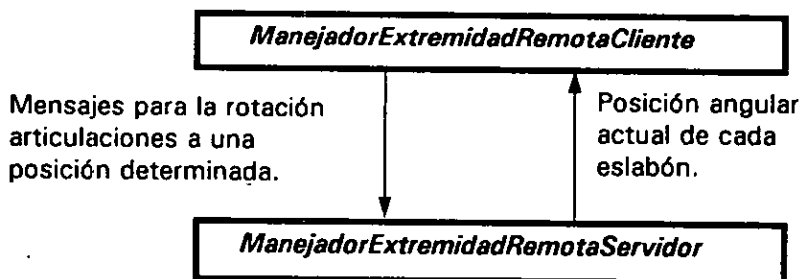 ManejadorExtremidadRemotaCliente
Mensajes para la rotación
articulaciones a una
posición determinada.
Posición angular
actual de cada
eslabón.
ManejadorExtremidadRemotaServidor